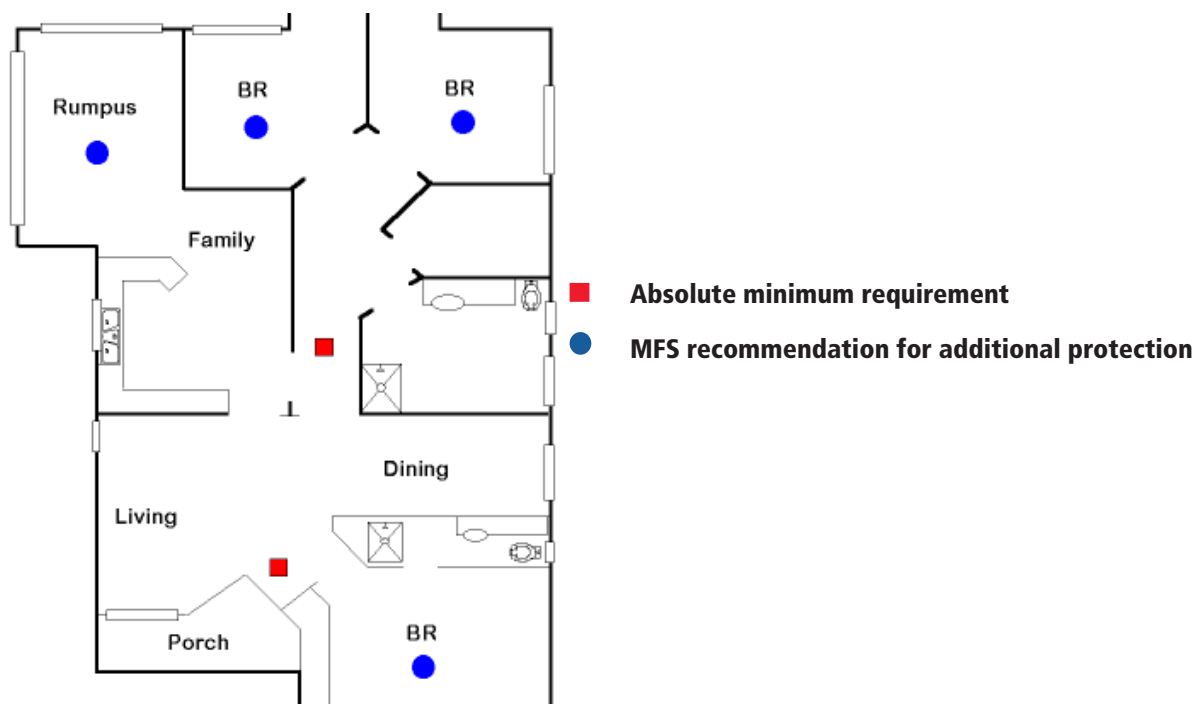 BR
BR
Rumpus
Family
Absolute minimum requirement
MFS recommendation for additional protection
Dining
Living
Porch
BR